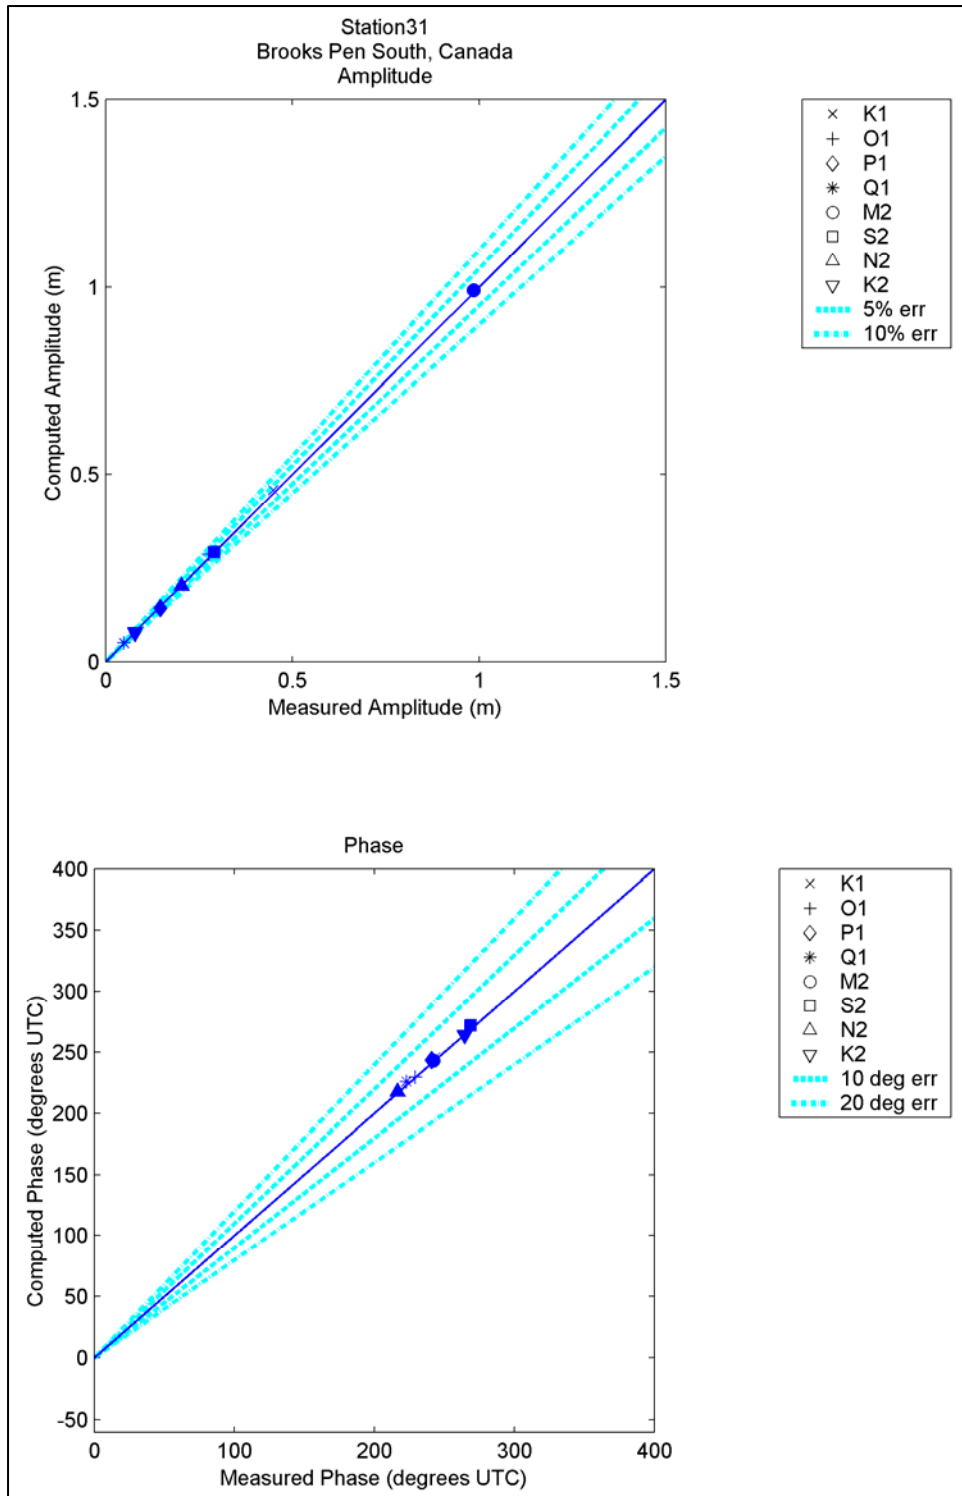 Station31
Brooks Pen South, Canada
Amplitude
1.5
1
0.5
0
Computed Amplitude (m)
0
0.5
1
1.5
Measured Amplitude (m)
K1
O1
P1
Q1
M2
S2
N2
K2
5% err
10% err
Phase
400
350
300
250
200
150
100
50
0
-50
Computed Phase (degrees UTC)
0
100
200
300
400
Measured Phase (degrees UTC)
K1
O1
P1
Q1
M2
S2
N2
K2
10 deg err
20 deg err